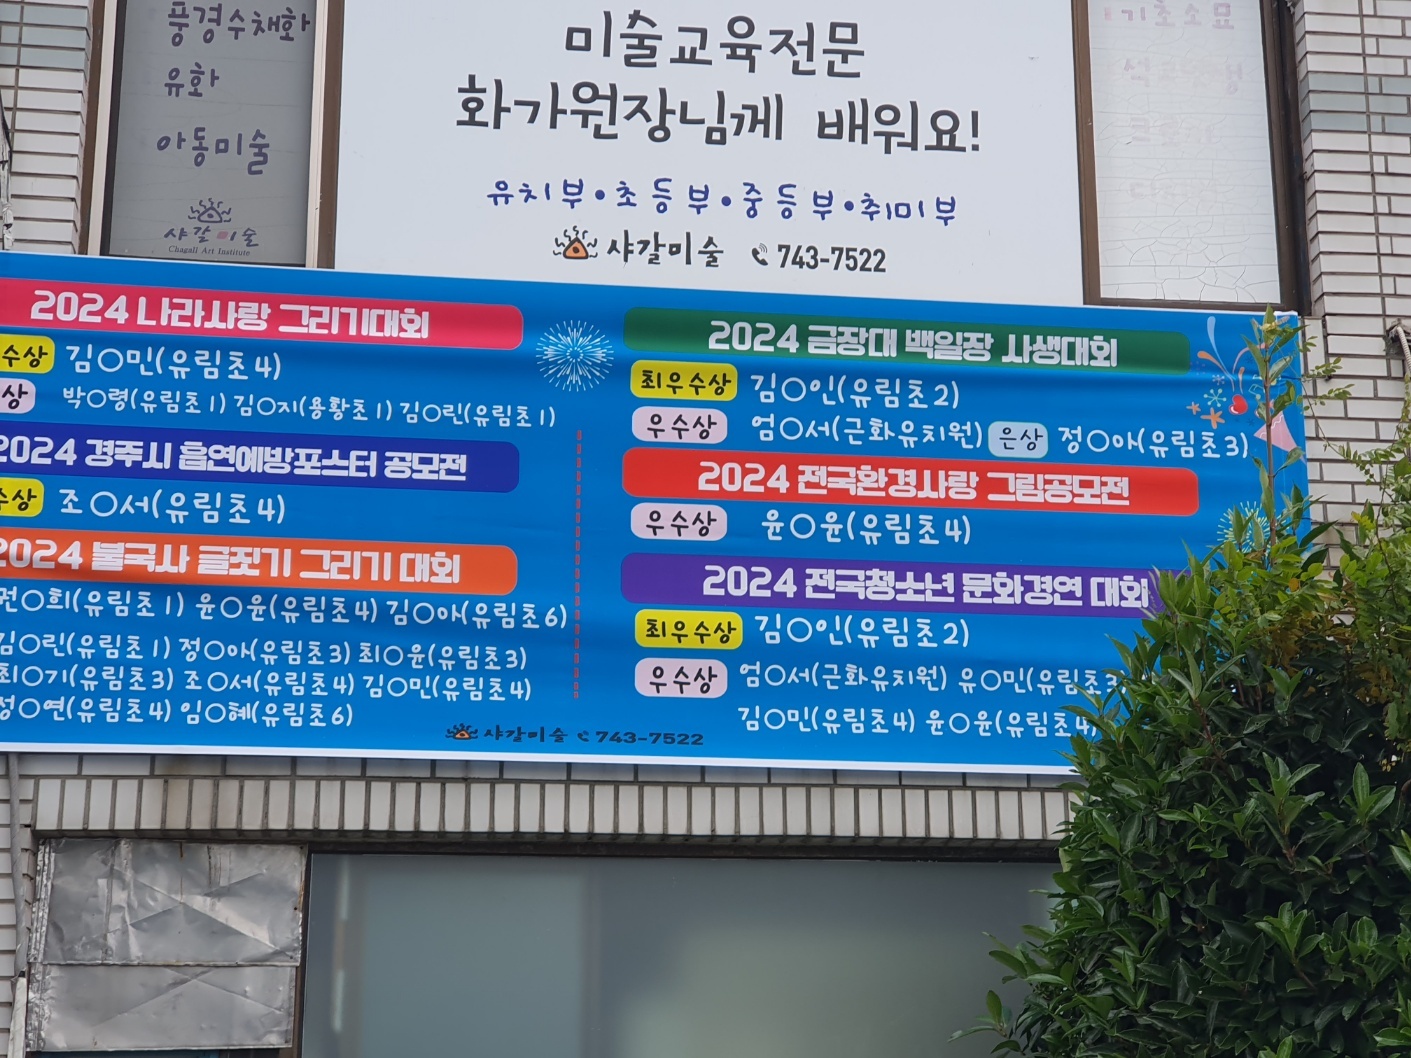 풍경수채화
유화
아동미술
샤갈미술
Chagall Art Institute
미술교육전문
화가원장님께 배워요!
유치부•초등부•중등부•취미부
샤갈미술 743-7522
기초소묘
2024 나라사랑 그리기대회
수상 김○민(유림초4)
상 박○령(유림초1) 김○지(용황초1) 김○린(유림초1)
2024 경주시 흡연예방포스터 공모전
수상 조○서(유림초4)
2024 불국사 글짓기 그리기 대회
권○희(유림초1) 윤○윤(유림초4) 김○아(유림초6)
김○린(유림초1) 정○아(유림초3) 최○윤(유림초3)
최○기(유림초3) 조○서(유림초4) 김○민(유림초4)
정○연(유림초4) 임○혜(유림초6)
2024 금장대 백일장 사생대회
최우수상 김○인(유림초2)
우수상 엄○서(근화유치원) 은상 정○아(유림초3)
2024 전국환경사랑 그림공모전
우수상 윤○윤(유림초4)
2024 전국청소년 문화경연 대회
최우수상 김○인(유림초2)
우수상 엄○서(근화유치원) 유○민(유림초3
김○민(유림초4) 윤○윤(유림초4)
샤갈미술 743-7522